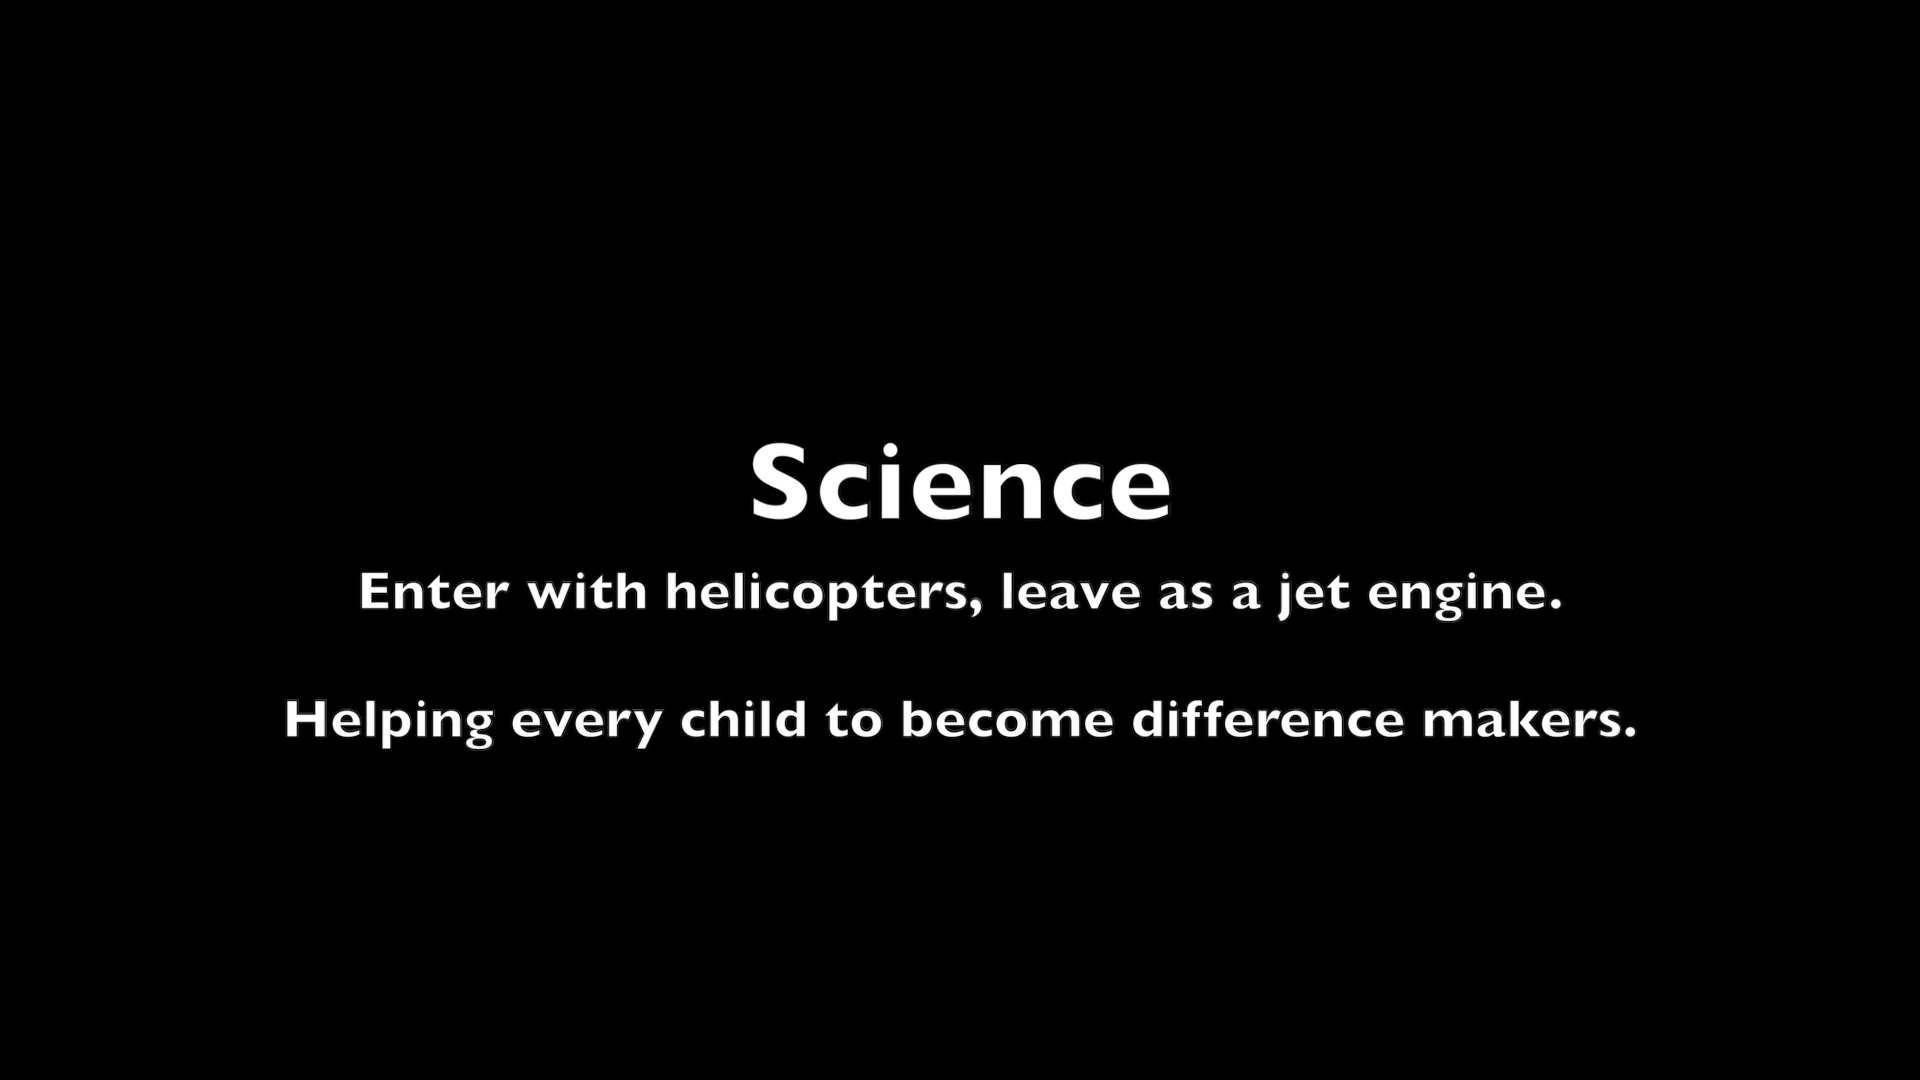 Science
Enter with helicopters, leave as a jet engine.
Helping every child to become difference makers.